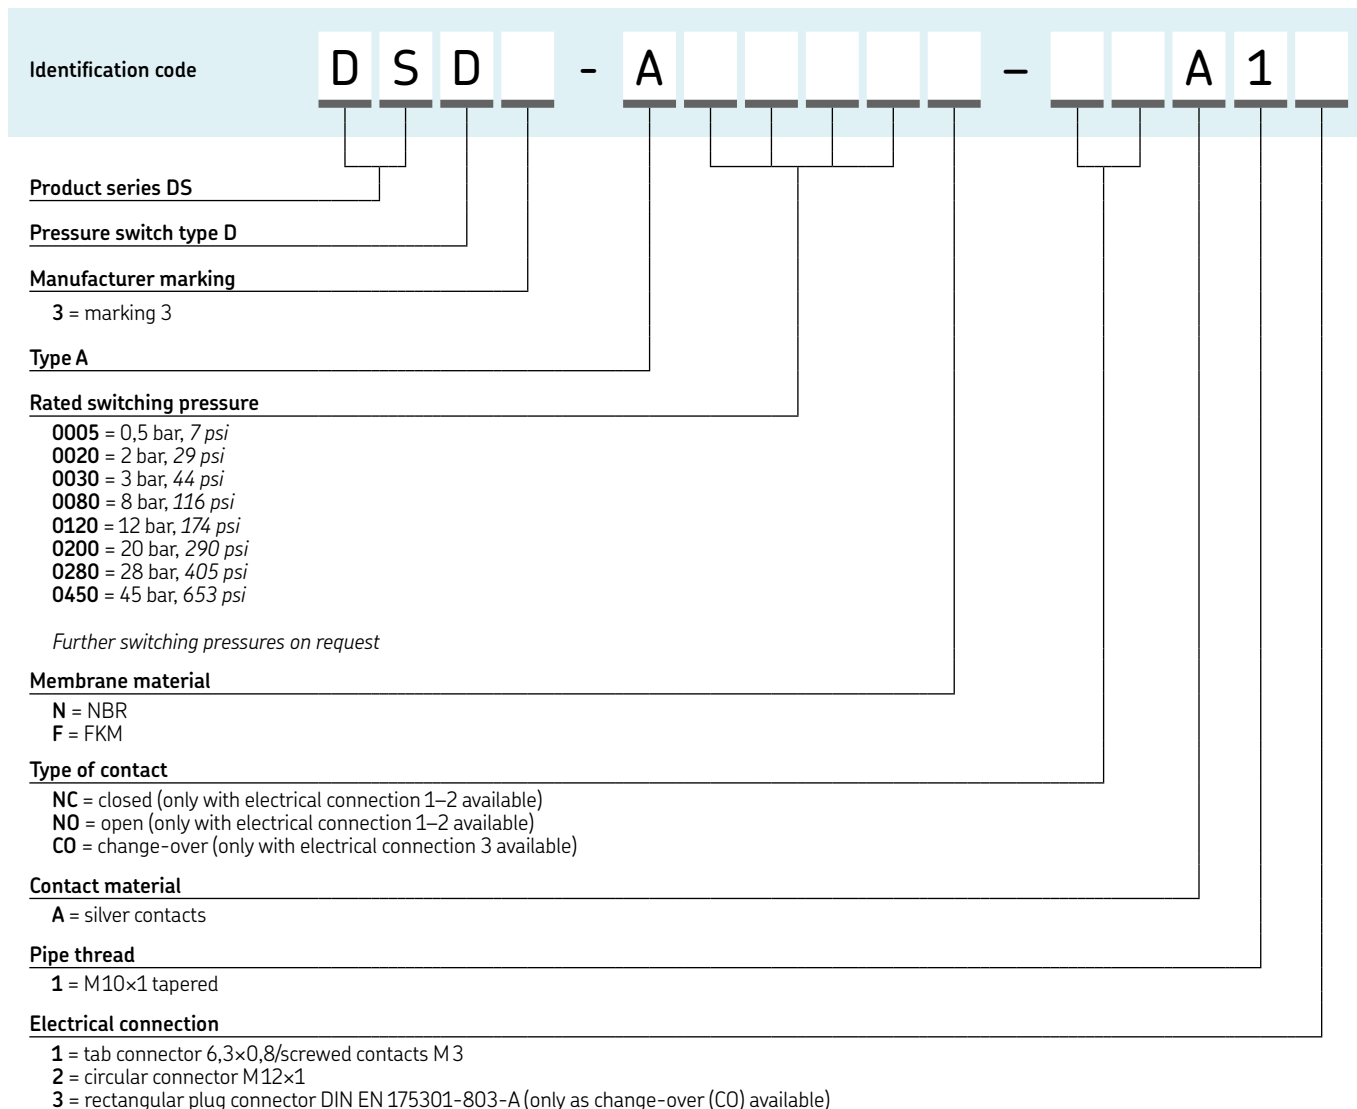 Identification code D S D - A – A 1
Product series DS
Pressure switch type D
Manufacturer marking
3 = marking 3
Type A
Rated switching pressure
0005 = 0,5 bar, 7 psi
0020 = 2 bar, 29 psi
0030 = 3 bar, 44 psi
0080 = 8 bar, 116 psi
0120 = 12 bar, 174 psi
0200 = 20 bar, 290 psi
0280 = 28 bar, 405 psi
0450 = 45 bar, 653 psi
Further switching pressures on request
Membrane material
N = NBR
F = FKM
Type of contact
NC = closed (only with electrical connection 1–2 available)
NO = open (only with electrical connection 1–2 available)
CO = change-over (only with electrical connection 3 available)
Contact material
A = silver contacts
Pipe thread
1 = M10×1 tapered
Electrical connection
1 = tab connector 6,3×0,8/screwed contacts M3
2 = circular connector M12×1
3 = rectangular plug connector DIN EN 175301-803-A (only as change-over (CO) available)